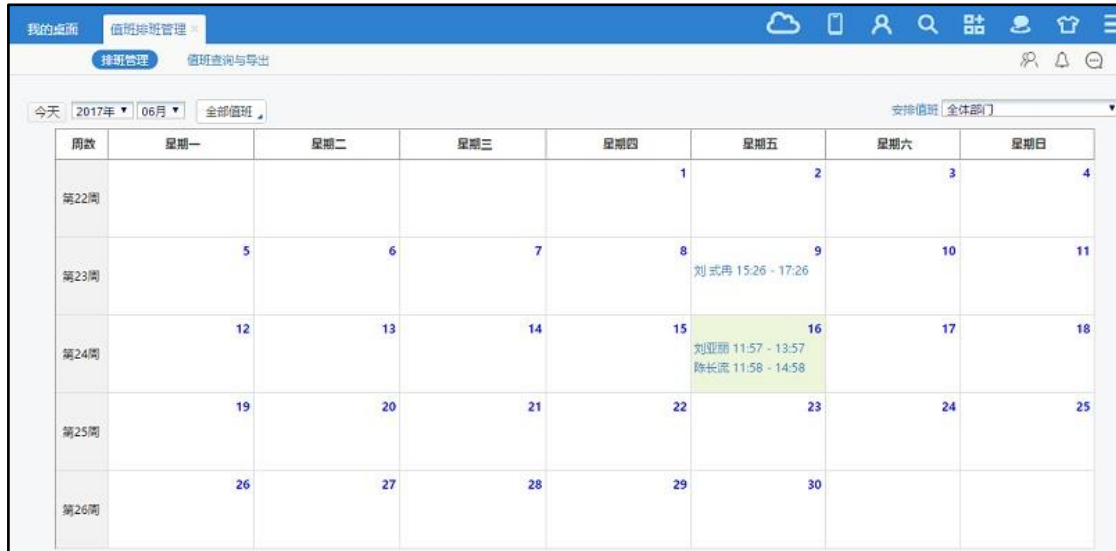 我的桌面 值班排班管理 ×
排班管理 值班查询与导出
今天 2017年 06月 全部值班 安排值班 全体部门
周数 星期一 星期二 星期三 星期四 星期五 星期六 星期日
第22周 1 2 3 4
第23周 5 6 7 8 9 10 11
刘 式冉 15:26 - 17:26
第24周 12 13 14 15 16 17 18
刘亚丽 11:57 - 13:57
陈长流 11:58 - 14:58
第25周 19 20 21 22 23 24 25
第26周 26 27 28 29 30